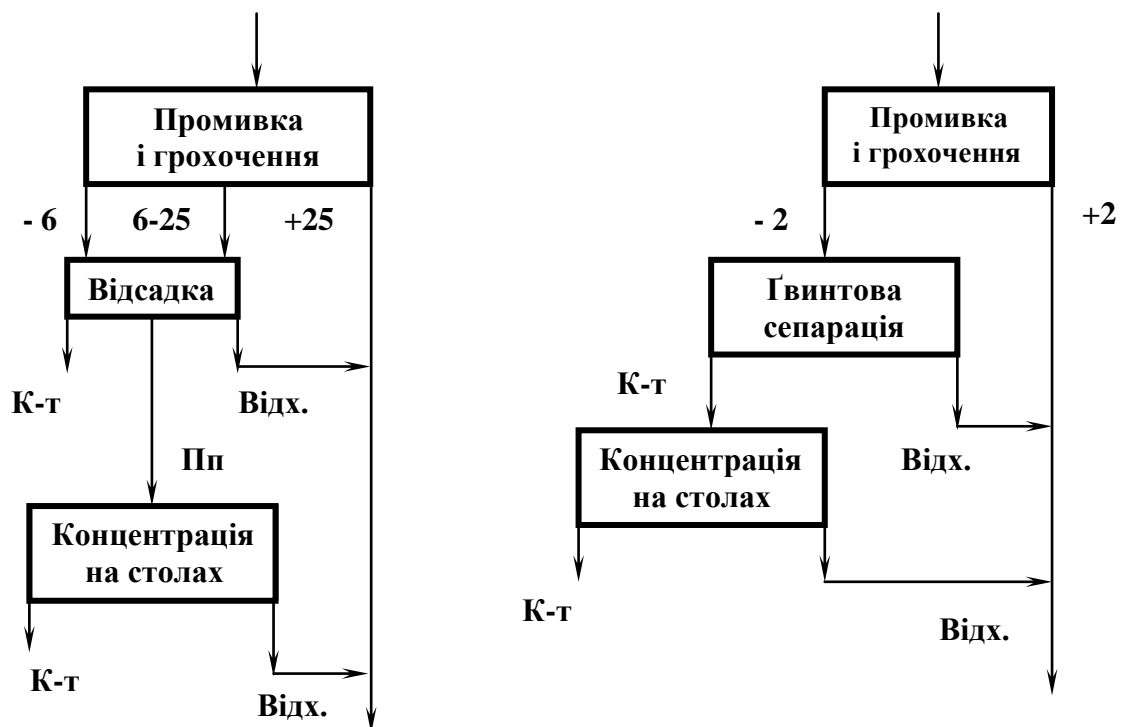 Промивка
і грохочення
- 6
6-25
+25
Відсадка
К-т
Відх.
Пп
Концентрація
на столах
К-т
Відх.
Промивка
і грохочення
- 2
+2
Ґвинтова
сепарація
К-т
Відх.
Концентрація
на столах
К-т
Відх.